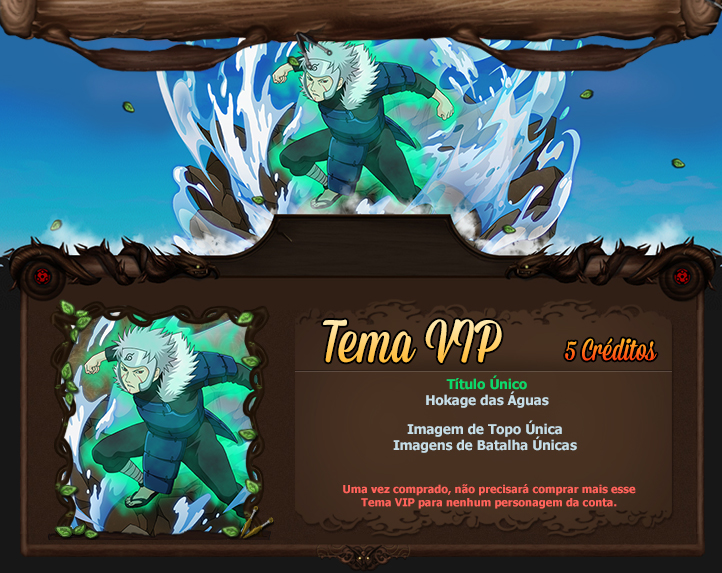 Tema VIP
5 Créditos
Título Único
Hokage das Águas
Imagem de Topo Única
Imagens de Batalha Únicas
Uma vez comprado, não precisará comprar mais esse
Tema VIP para nenhum personagem da conta.